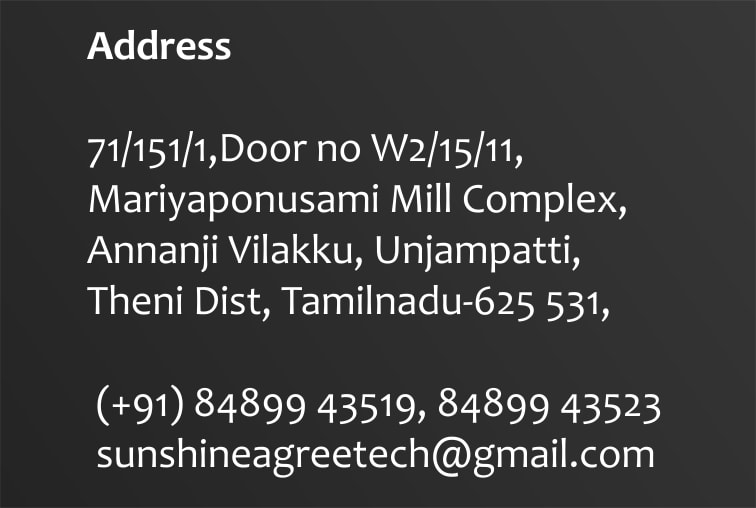 Address
71/151/1,Door no W2/15/11,
Mariyaponusami Mill Complex,
Annanji Vilakku, Unjampatti,
Theni Dist, Tamilnadu-625 531,
(+91) 84899 43519, 84899 43523
sunshineagreetech@gmail.com